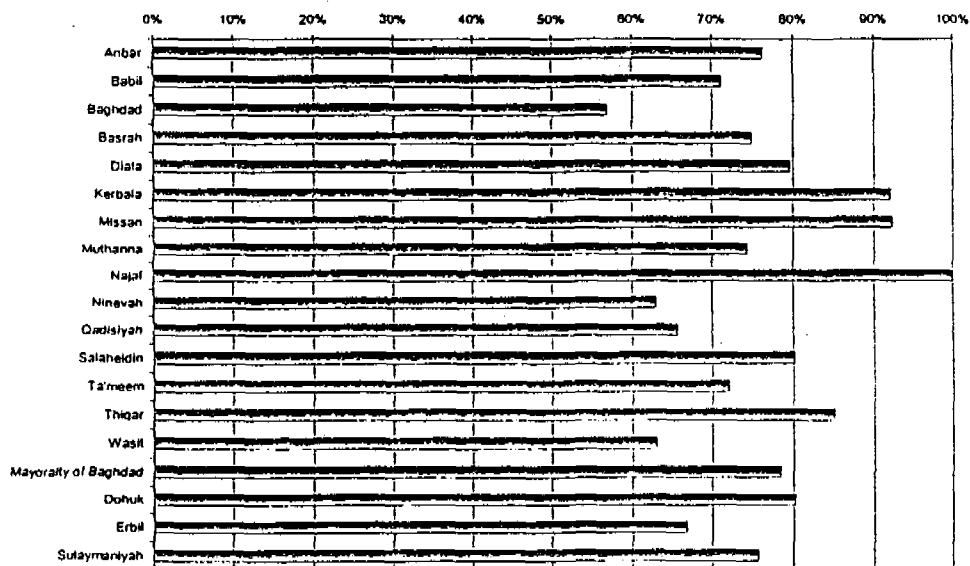 0% 10% 20% 30% 40% 50% 60% 70% 80% 90% 100%
Anbar
Babil
Baghdad
Basrah
Diala
Kerbala
Missan
Muthanna
Najaf
Ninevah
Qadisiyah
Salaheldin
Ta'meem
Thiqar
Wasit
Mayorality of Baghdad
Dohuk
Erbil
Sulaymaniyah